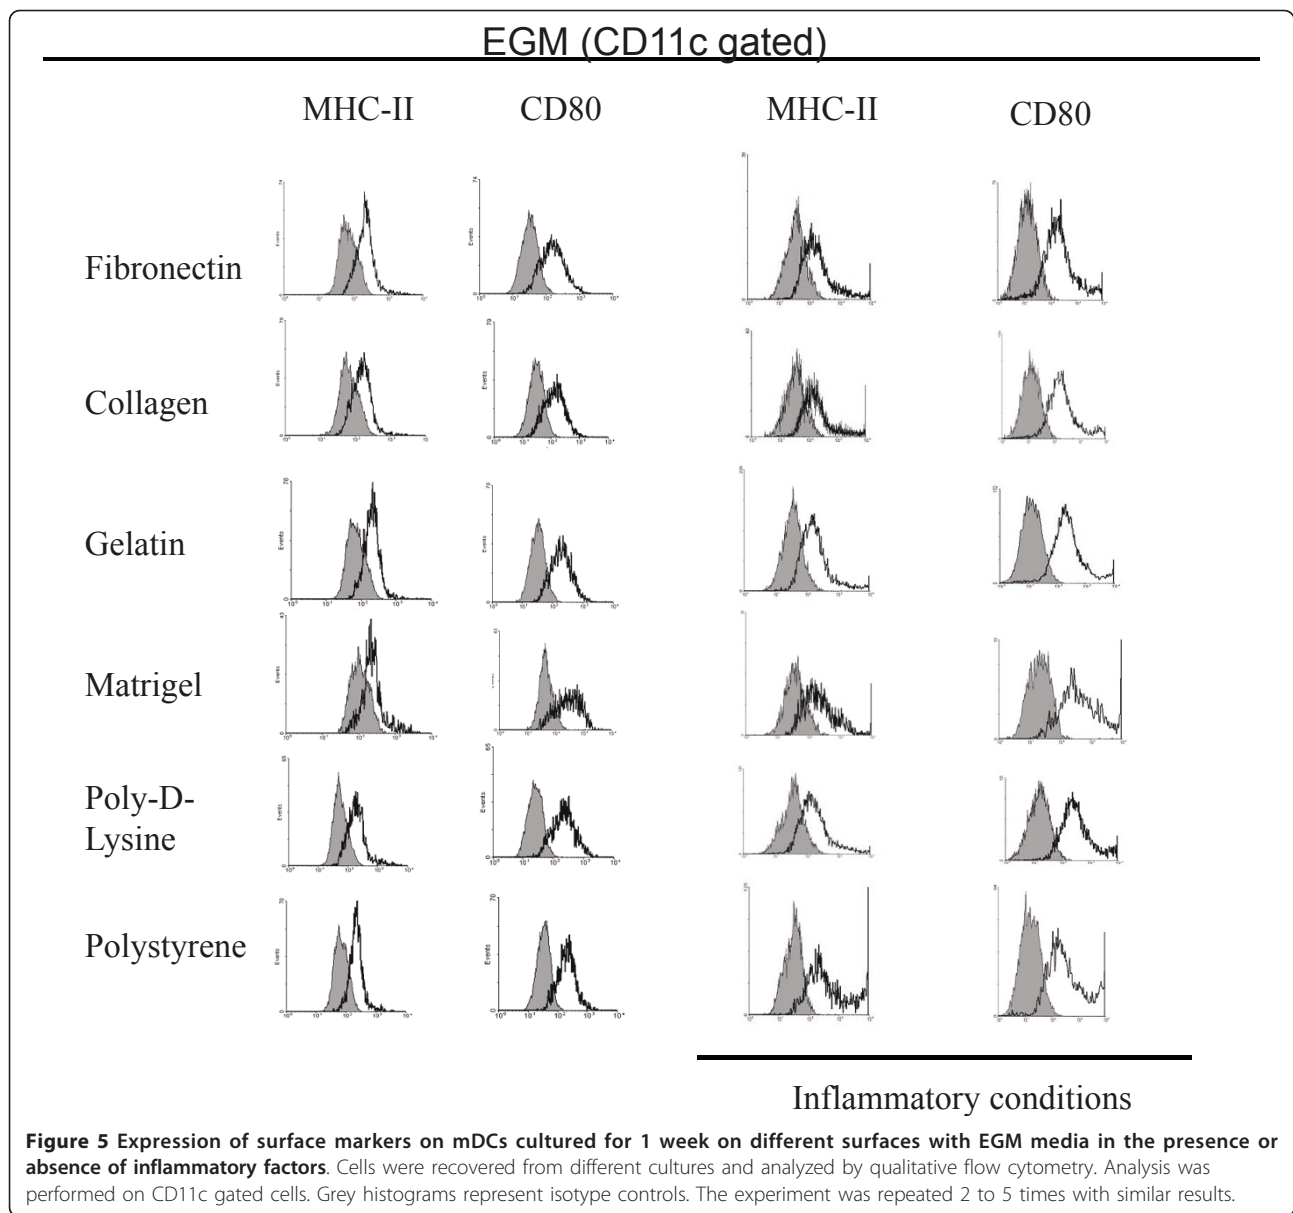 EGM (CD11c gated)
MHC-II CD80 MHC-II CD80
Fibronectin
Collagen
Gelatin
Matrigel
Poly-D-
Lysine
Polystyrene
Inflammatory conditions
Figure 5 Expression of surface markers on mDCs cultured for 1 week on different surfaces with EGM media in the presence or
absence of inflammatory factors. Cells were recovered from different cultures and analyzed by qualitative flow cytometry. Analysis was
performed on CD11c gated cells. Grey histograms represent isotype controls. The experiment was repeated 2 to 5 times with similar results.